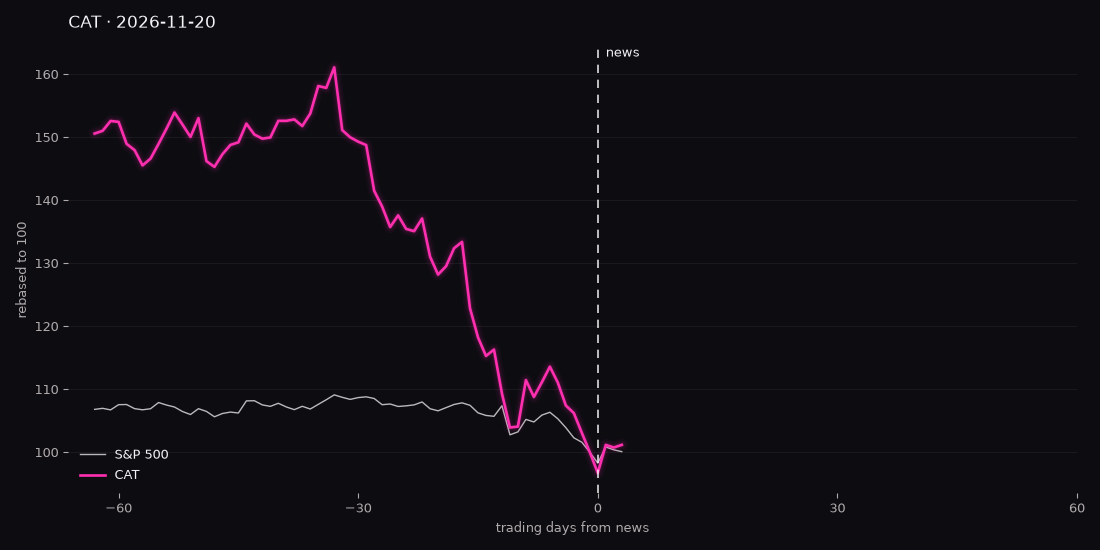 CAT · 2026-11-20
news
160
150
140
130
120
110
100
rebased to 100
S&P 500
CAT
−60
−30
0
30
60
trading days from news